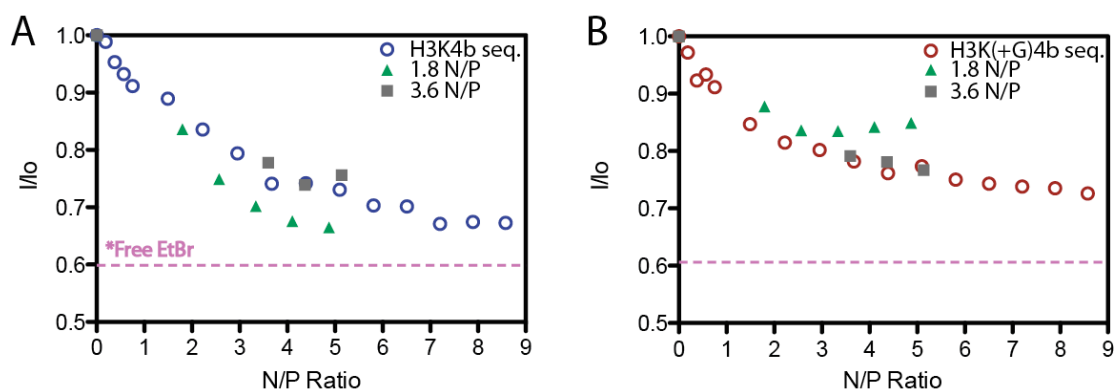 A
I/Io
1.0
0.9
0.8
0.7
0.6
0.5
H3K4b seq.
1.8 N/P
3.6 N/P
*Free EtBr
0 1 2 3 4 5 6 7 8 9
N/P Ratio
B
I/Io
1.0
0.9
0.8
0.7
0.6
0.5
H3K(+G)4b seq.
1.8 N/P
3.6 N/P
0 1 2 3 4 5 6 7 8 9
N/P Ratio